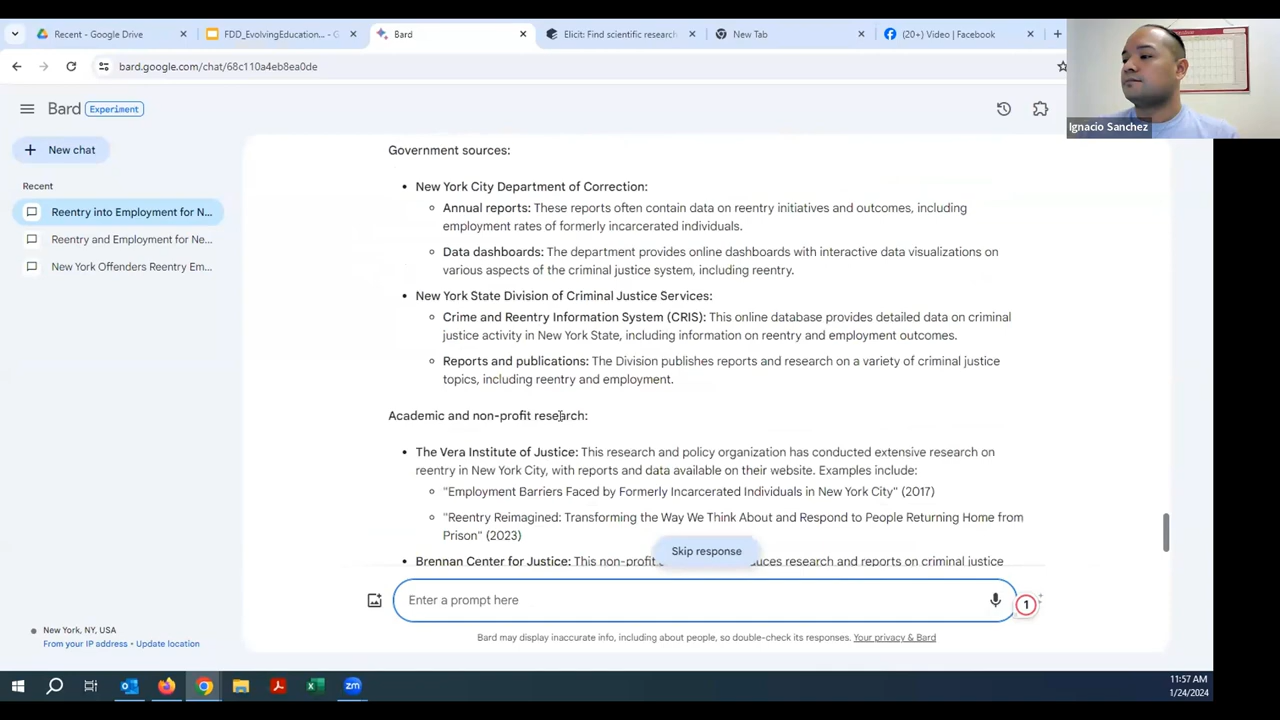 Recent - Google Drive
FDD_EvolvingEducation... - G
Bard
Elicit: Find scientific research
New Tab
(20+) Video | Facebook
bard.google.com/chat/68c110a4eb8ea0de
Ignacio Sanchez
Bard
Experiment
New chat
Recent
Reentry into Employment for N...
Reentry and Employment for Ne...
New York Offenders Reentry Em...
Government sources:
• New York City Department of Correction:
Annual reports: These reports often contain data on reentry initiatives and outcomes, including
employment rates of formerly incarcerated individuals.
Data dashboards: The department provides online dashboards with interactive data visualizations on
various aspects of the criminal justice system, including reentry.
• New York State Division of Criminal Justice Services:
Crime and Reentry Information System (CRIS): This online database provides detailed data on criminal
justice activity in New York State, including information on reentry and employment outcomes.
Reports and publications: The Division publishes reports and research on a variety of criminal justice
topics, including reentry and employment.
Academic and non-profit research:
• The Vera Institute of Justice: This research and policy organization has conducted extensive research on
reentry in New York City, with reports and data available on their website. Examples include:
"Employment Barriers Faced by Formerly Incarcerated Individuals in New York City" (2017)
"Reentry Reimagined: Transforming the Way We Think About and Respond to People Returning Home from
Prison" (2023)
• Brennan Center for Justice: This non-profit uces research and reports on criminal justice
Skip response
Enter a prompt here
1
Bard may display inaccurate info, including about people, so double-check its responses. Your privacy & Bard
New York, NY, USA
From your IP address • Update location
zm
11:57 AM
1/24/2024